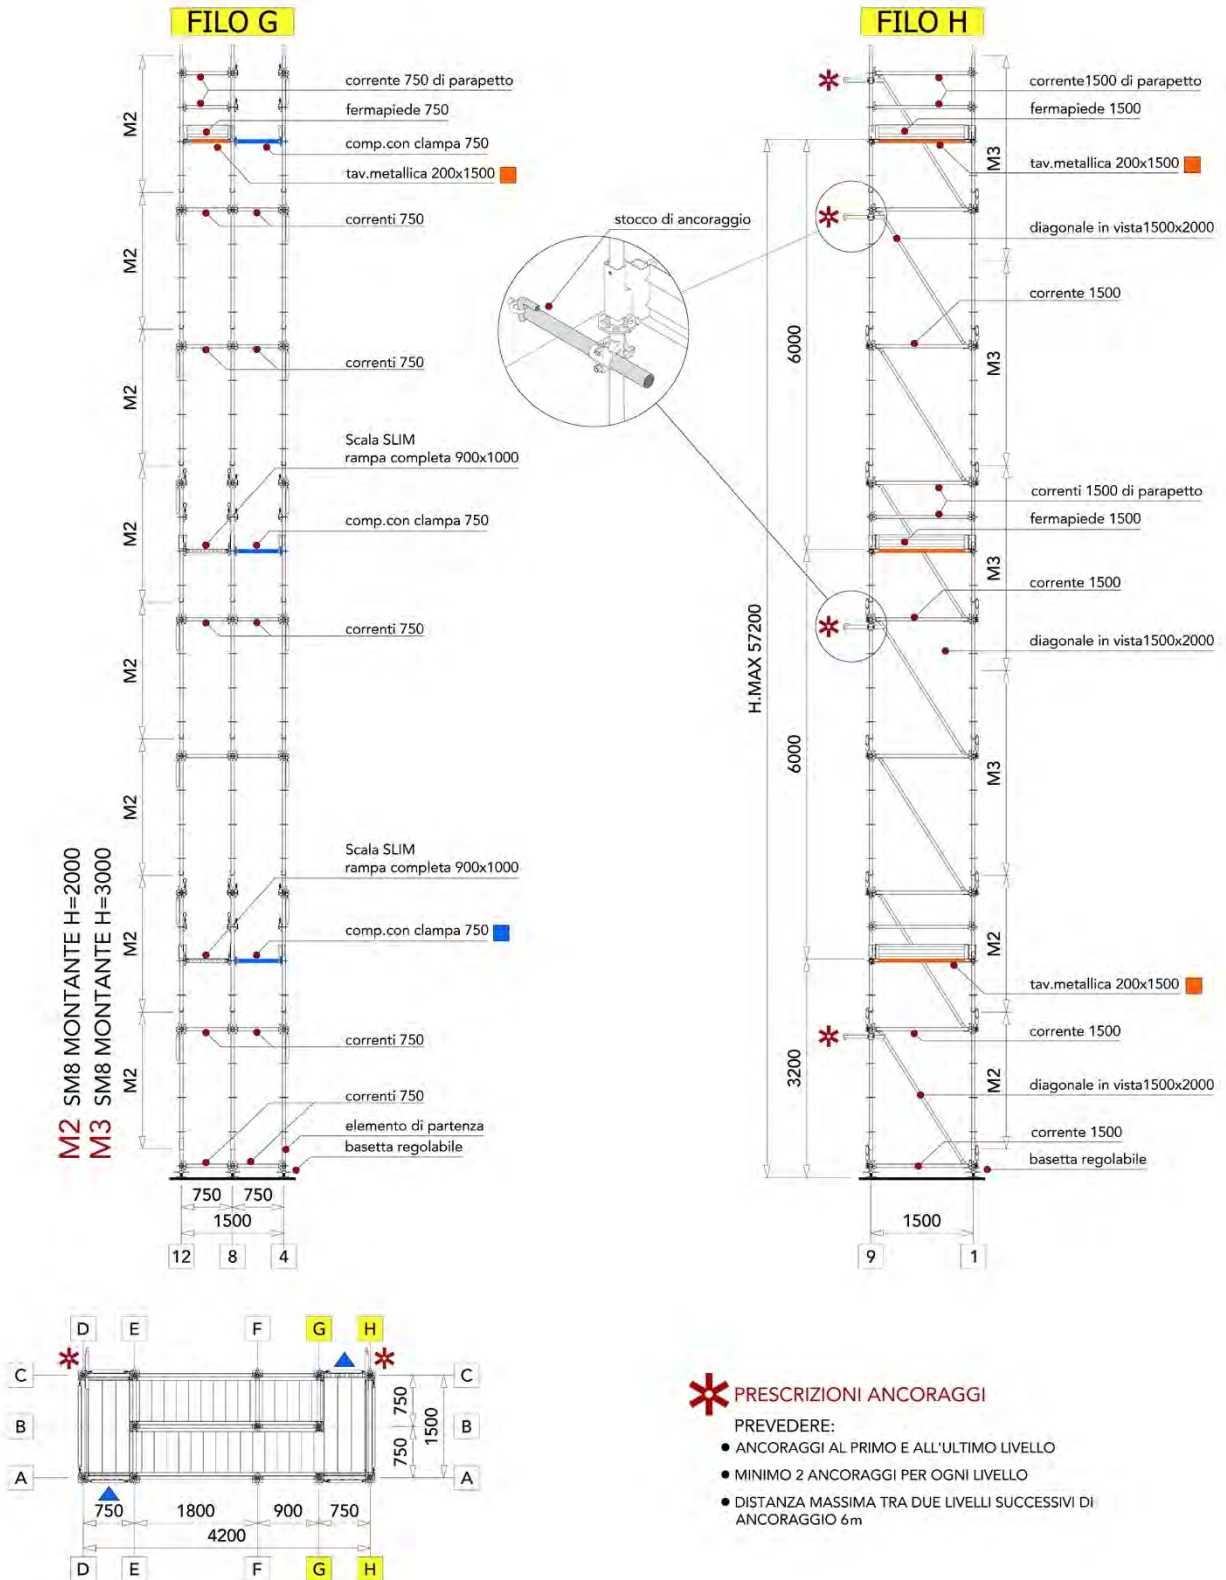 FILO G
corrente 750 di parapetto
fermapiede 750
comp.con clampa 750
tav.metallica 200x1500
correnti 750
correnti 750
Scala SLIM
rampa completa 900x1000
comp.con clampa 750
correnti 750
Scala SLIM
rampa completa 900x1000
comp.con clampa 750
correnti 750
correnti 750
elemento di partenza
basetta regolabile
M2
M2
M2
M2
M2
M2
M2
M2
M2 SM8 MONTANTE H=2000
M3 SM8 MONTANTE H=3000
750
750
1500
12
8
4
stocco di ancoraggio
FILO H
corrente1500 di parapetto
fermapiede 1500
tav.metallica 200x1500
diagonale in vista1500x2000
corrente 1500
correnti 1500 di parapetto
fermapiede 1500
corrente 1500
diagonale in vista1500x2000
tav.metallica 200x1500
corrente 1500
diagonale in vista1500x2000
corrente 1500
basetta regolabile
M3
M3
M3
M3
M2
M2
H.MAX 57200
6000
6000
3200
1500
9
1
D
E
F
G
H
C
C
B
B
A
A
750
750
1500
750
1800
900
750
4200
D
E
F
G
H
PRESCRIZIONI ANCORAGGI
PREVEDERE:
● ANCORAGGI AL PRIMO E ALL'ULTIMO LIVELLO
● MINIMO 2 ANCORAGGI PER OGNI LIVELLO
● DISTANZA MASSIMA TRA DUE LIVELLI SUCCESSIVI DI
ANCORAGGIO 6m